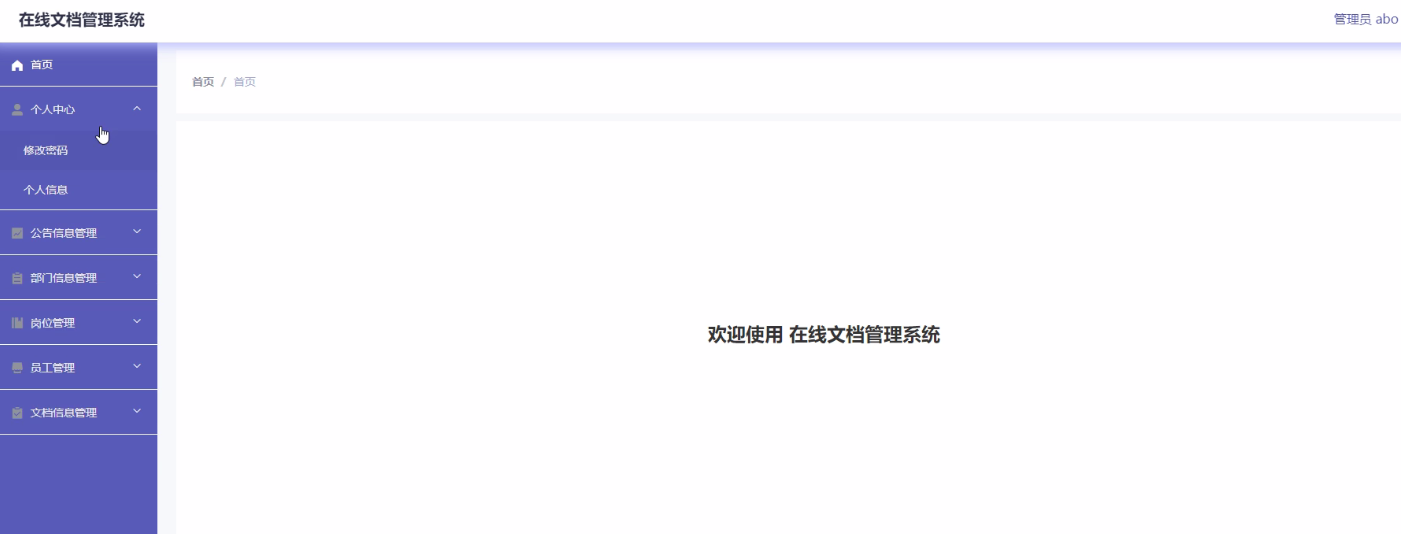 在线文档管理系统
管理员 abo
首页
首页 / 首页
个人中心
修改密码
个人信息
公告信息管理
部门信息管理
岗位管理
员工管理
文档信息管理
欢迎使用 在线文档管理系统